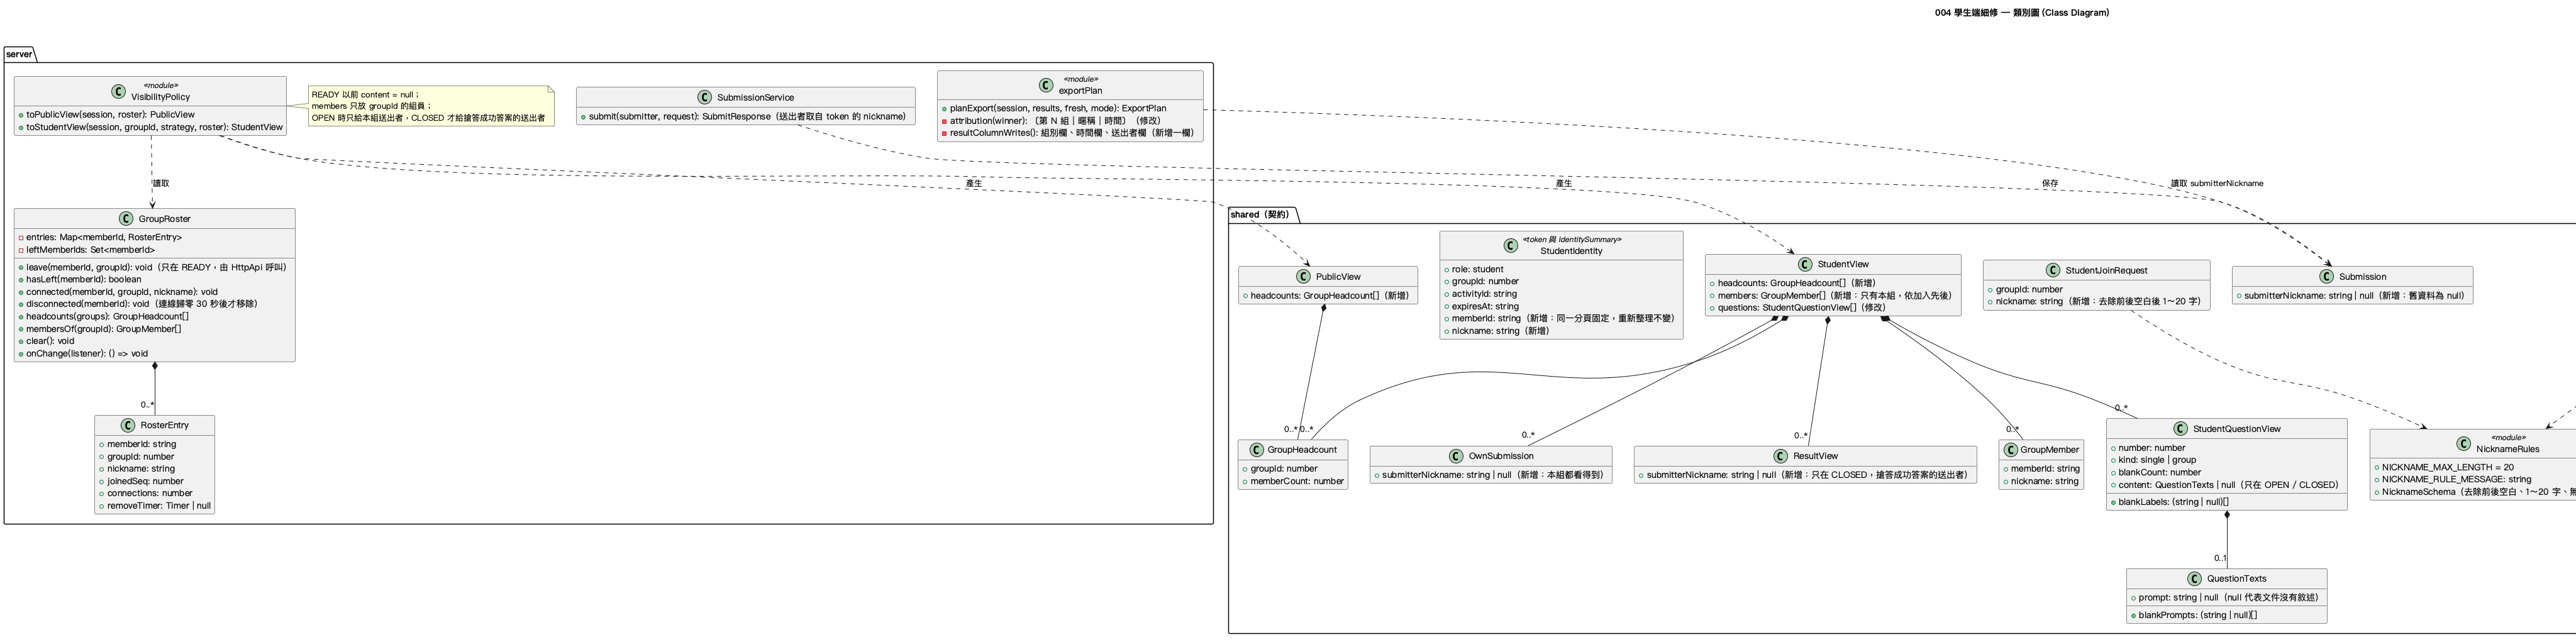 004 學生端細修 — 類別圖 (Class Diagram)
server
«module»
VisibilityPolicy
toPublicView(session, roster): PublicView
toStudentView(session, groupId, strategy, roster): StudentView
READY 以前 content = null；
members 只放 groupId 的組員；
OPEN 時只給本組送出者，CLOSED 才給搶答成功答案的送出者
SubmissionService
submit(submitter, request): SubmitResponse（送出者取自 token 的 nickname）
«module»
exportPlan
planExport(session, results, fresh, mode): ExportPlan
attribution(winner): 〔第 N 組｜暱稱｜時間〕（修改）
resultColumnWrites(): 組別欄、時間欄、送出者欄（新增一欄）
讀取
產生
產生
保存
讀取 submitterNickname
GroupRoster
entries: Map<memberId, RosterEntry>
leftMemberIds: Set<memberId>
leave(memberId, groupId): void（只在 READY，由 HttpApi 呼叫）
hasLeft(memberId): boolean
connected(memberId, groupId, nickname): void
disconnected(memberId): void（連線歸零 30 秒後才移除）
headcounts(groups): GroupHeadcount[]
membersOf(groupId): GroupMember[]
clear(): void
onChange(listener): () => void
0..*
RosterEntry
memberId: string
groupId: number
nickname: string
joinedSeq: number
connections: number
removeTimer: Timer | null
shared（契約）
PublicView
headcounts: GroupHeadcount[]（新增）
«token 與 IdentitySummary»
StudentIdentity
role: student
groupId: number
activityId: string
expiresAt: string
memberId: string（新增：同一分頁固定，重新整理不變）
nickname: string（新增）
StudentView
headcounts: GroupHeadcount[]（新增）
members: GroupMember[]（新增：只有本組，依加入先後）
questions: StudentQuestionView[]（修改）
StudentJoinRequest
groupId: number
nickname: string（新增：去除前後空白後 1～20 字）
Submission
submitterNickname: string | null（新增：舊資料為 null）
0..*
0..*
0..*
0..*
0..*
0..*
GroupHeadcount
groupId: number
memberCount: number
OwnSubmission
submitterNickname: string | null（新增：本組都看得到）
ResultView
submitterNickname: string | null（新增：只在 CLOSED，搶答成功答案的送出者）
GroupMember
memberId: string
nickname: string
StudentQuestionView
number: number
kind: single | group
blankCount: number
content: QuestionTexts | null（只在 OPEN / CLOSED）
blankLabels: (string | null)[]
«module»
NicknameRules
NICKNAME_MAX_LENGTH = 20
NICKNAME_RULE_MESSAGE: string
NicknameSchema（去除前後空白、1～20 字、無
0..1
QuestionTexts
prompt: string | null（null 代表文件沒有敘述）
blankPrompts: (string | null)[]